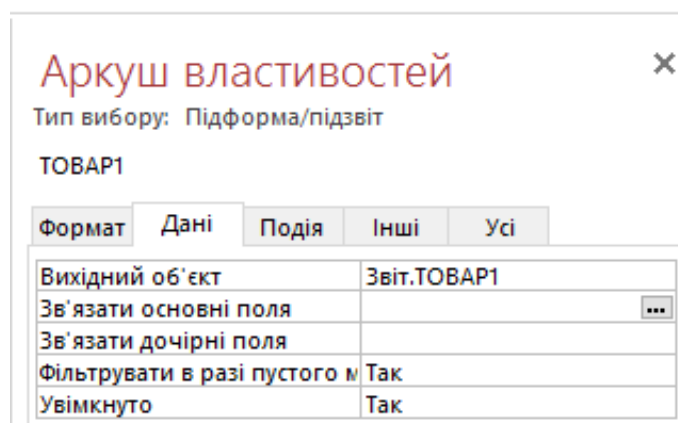 Аркуш властивостей
Тип вибору: Підформа/підзвіт
ТОВАР1
Формат Дані Подія Інші Усі
Вихідний об'єкт Звіт.ТОВАР1
Зв'язати основні поля ...
Зв'язати дочірні поля
Фільтрувати в разі пустого м Так
Увімкнуто Так